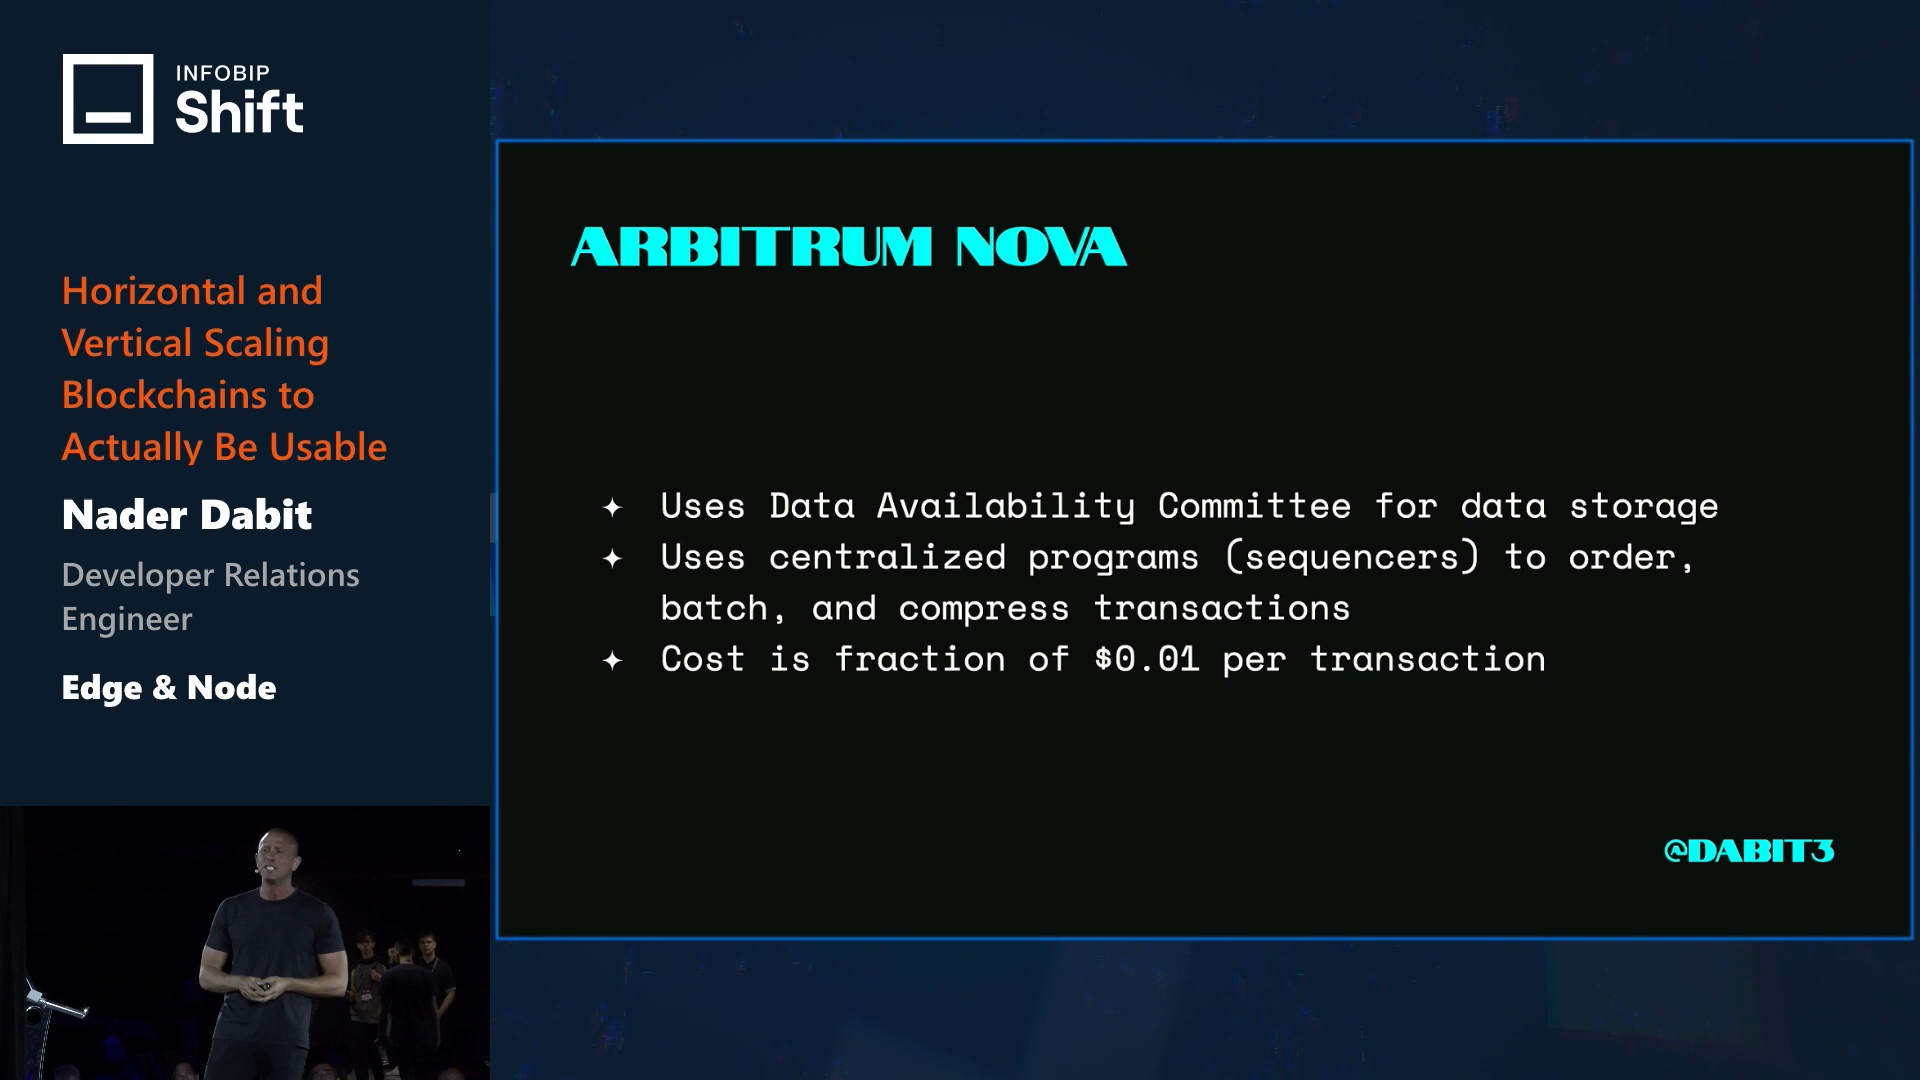 INFOBIP
Shift
Horizontal and
Vertical Scaling
Blockchains to
Actually Be Usable
Nader Dabit
Developer Relations
Engineer
Edge & Node
ARBITRUM NOVA
✦ Uses Data Availability Committee for data storage
✦ Uses centralized programs (sequencers) to order,
batch, and compress transactions
✦ Cost is fraction of $0.01 per transaction
@DABIT3